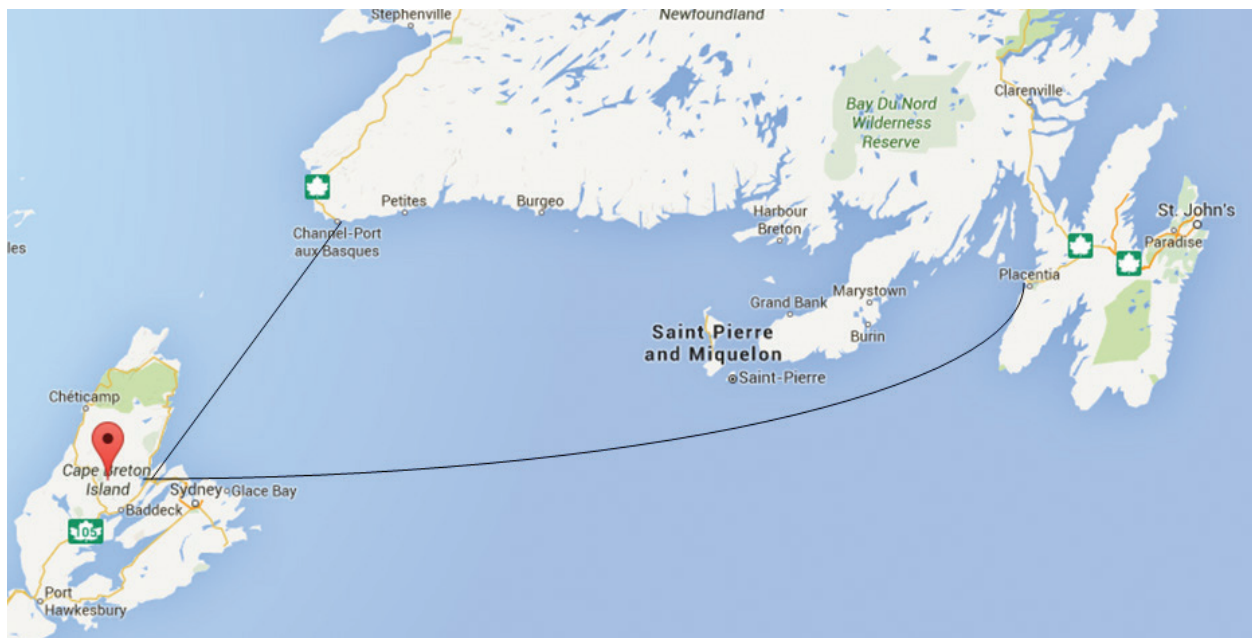 Stephenville
Newfoundland
Clarenville
Bay Du Nord
Wilderness
Reserve
Petites
Burgeo
Harbour
Breton
St. John's
Paradise
Channel-Port
aux Basques
les
Placentia
Marystown
Grand Bank
Burin
Saint Pierre
and Miquelon
Saint-Pierre
Chéticamp
Cape Breton
Island
Sydney
Glace Bay
Baddeck
105
Port
Hawkesbury